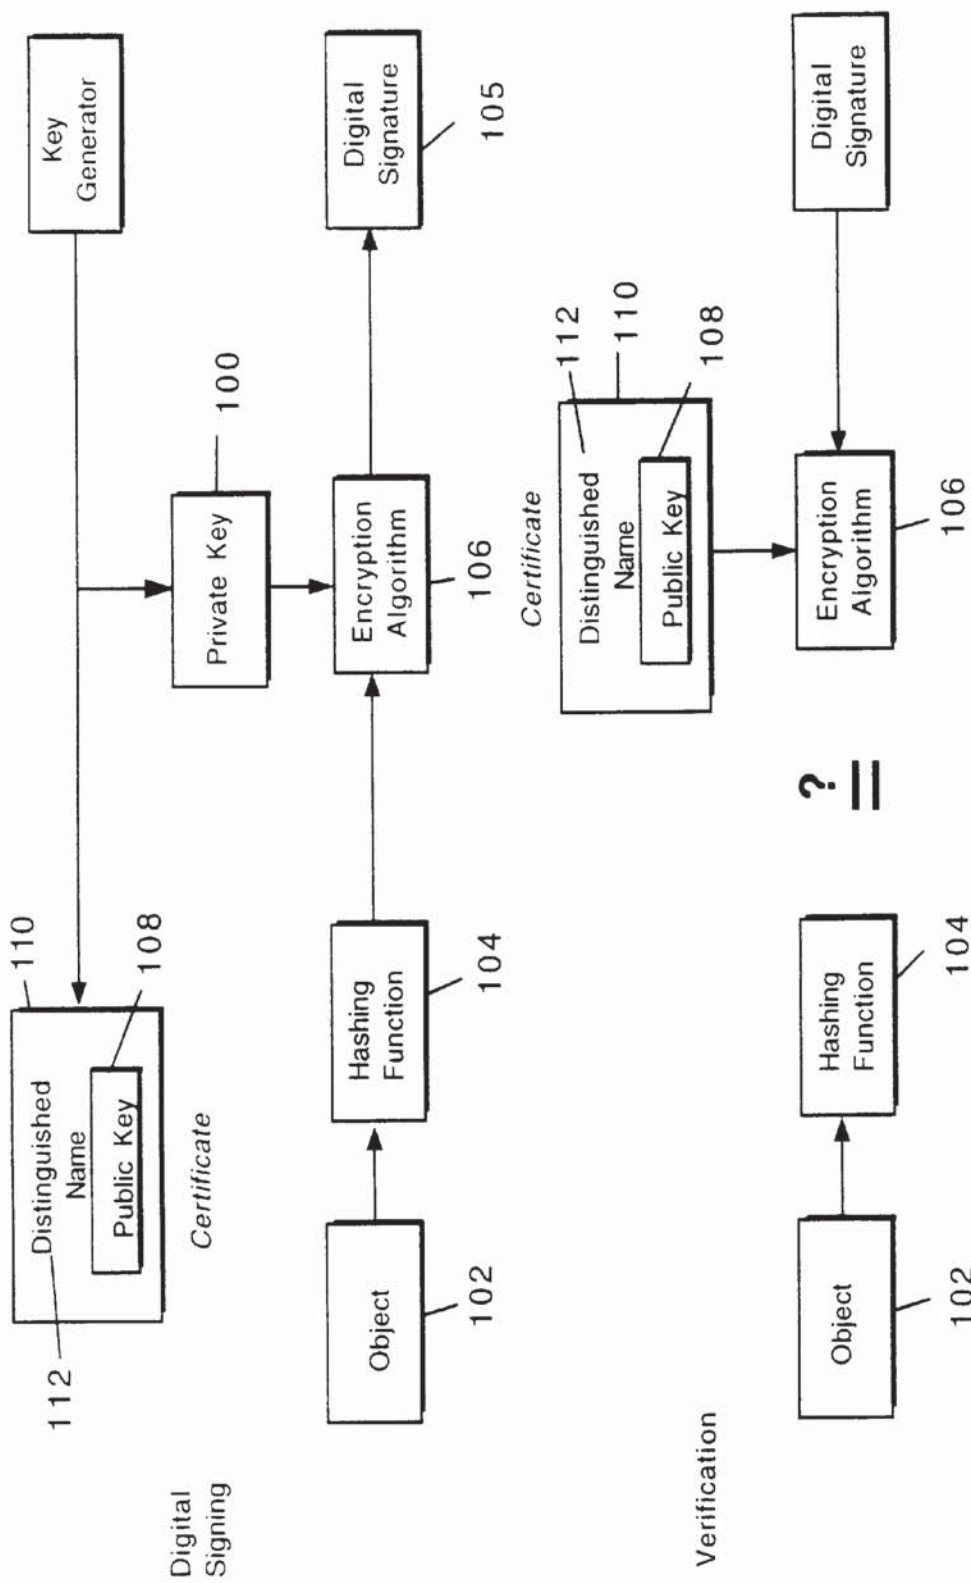 110
Key
Generator
112
Distinguished
Name
Public Key
108
Certificate
Private Key
100
Digital
Signing
Object
102
Hashing
Function
104
Encryption
Algorithm
106
Digital
Signature
105
Certificate
112
Distinguished
Name
110
Public Key
108
Verification
Object
102
Hashing
Function
104
?
=
Encryption
Algorithm
106
Digital
Signature